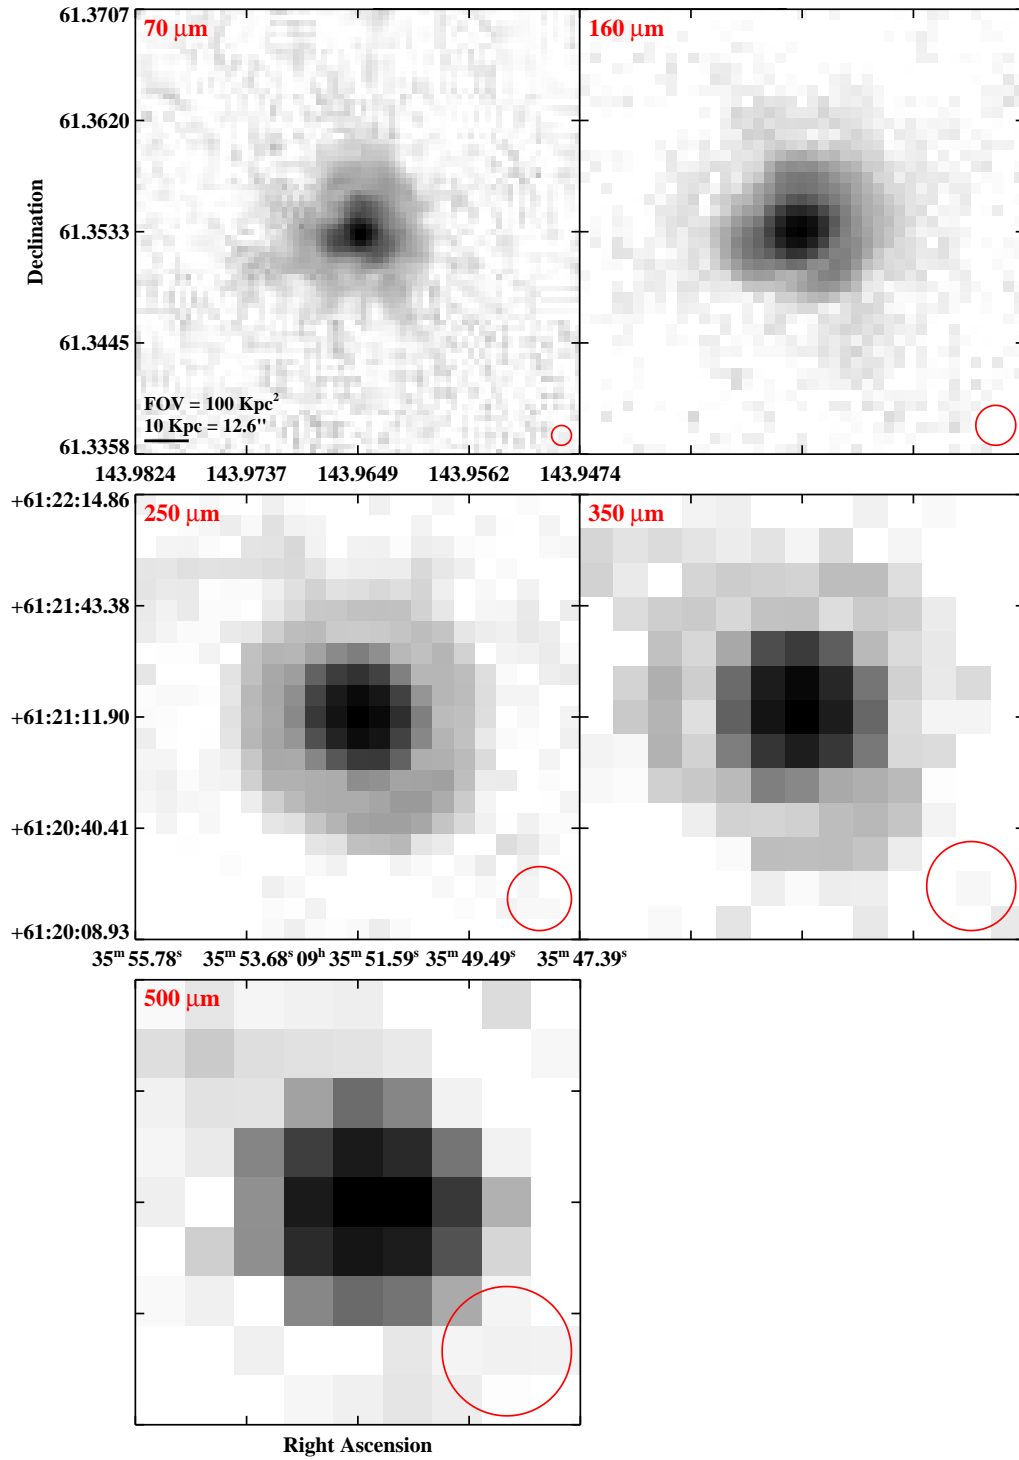 61.3707
70 μm
160 μm
61.3620
Declination
61.3533
61.3445
FOV = 100 Kpc²
10 Kpc = 12.6"
61.3358
143.9824 143.9737 143.9649 143.9562 143.9474
+61:22:14.86
250 μm
350 μm
+61:21:43.38
+61:21:11.90
+61:20:40.41
+61:20:08.93
35ᵐ 55.78ˢ 35ᵐ 53.68ˢ 09ʰ 35ᵐ 51.59ˢ 35ᵐ 49.49ˢ 35ᵐ 47.39ˢ
500 μm
Right Ascension